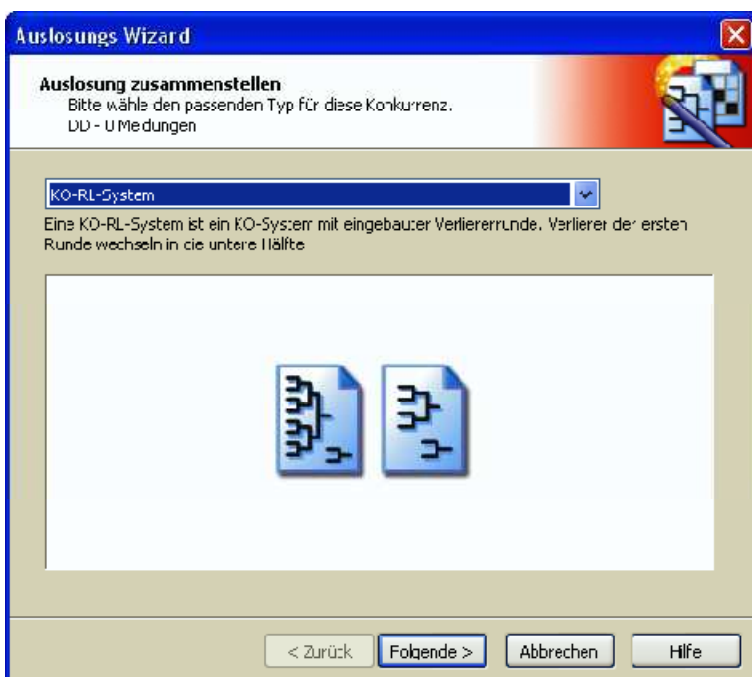 Auslosungs Wizard
Auslosung zusammenstellen
Bitte wähle den passenden Typ für diese Konkurrenz.
DD - 0 Meldungen
KO-RL-System
Eine KO-RL-System ist ein KO-System mit eingebauter Verliererrunde. Verlierer der ersten
Runde wechseln in die untere Hälfte
< Zurück
Folgende >
Abbrechen
Hilfe